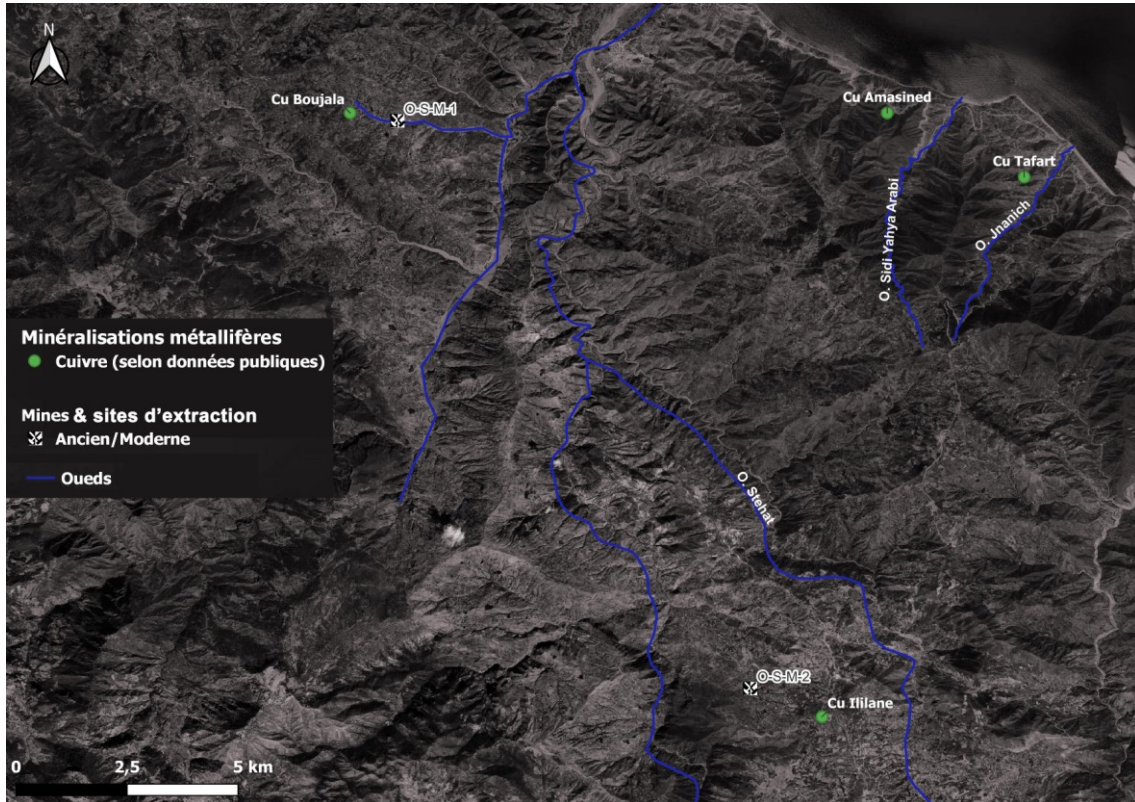 N
Cu Boujala
O-S-M-1
Cu Amasined
Cu Tafart
O. Sidi Yahya Arabi
O. Jnanich
Minéralisations métallifères
Cuivre (selon données publiques)
Mines & sites d'extraction
Ancien/Moderne
Oueds
O. Stehat
O-S-M-2
Cu Ililane
0 2,5 5 km